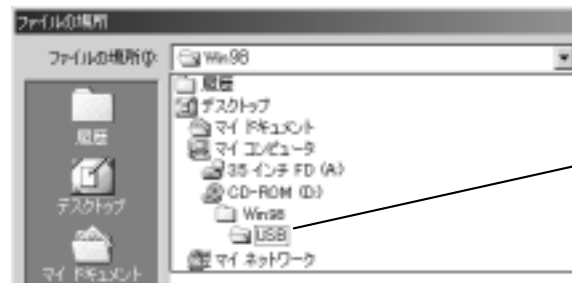 ファイルの場所
ファイルの場所(I):
Win98
履歴
デスクトップ
マイ ドキュメント
マイ コンピュータ
35 インチ FD (A)
CD-ROM (D:)
Win98
USB
マイ ネットワーク
履歴
デスクトップ
マイ ドキュメント